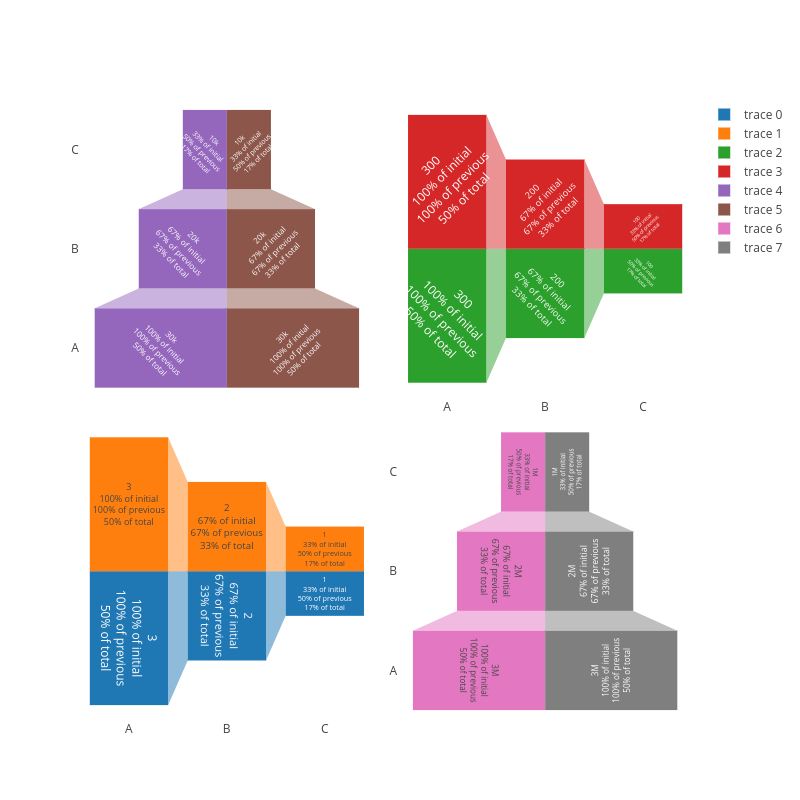 C
10k
33% of initial
50% of previous
17% of total
10k
33% of initial
50% of previous
17% of total
B
20k
67% of initial
67% of previous
33% of total
20k
67% of initial
67% of previous
33% of total
A
30k
100% of initial
100% of previous
50% of total
30k
100% of initial
100% of previous
50% of total
300
100% of initial
100% of previous
50% of total
200
67% of initial
67% of previous
33% of total
100
33% of initial
50% of previous
17% of total
300
100% of initial
100% of previous
50% of total
200
67% of initial
67% of previous
33% of total
100
33% of initial
50% of previous
17% of total
A
B
C
trace 0
trace 1
trace 2
trace 3
trace 4
trace 5
trace 6
trace 7
3
100% of initial
100% of previous
50% of total
2
67% of initial
67% of previous
33% of total
1
33% of initial
50% of previous
17% of total
3
100% of initial
100% of previous
50% of total
2
67% of initial
67% of previous
33% of total
1
33% of initial
50% of previous
17% of total
A
B
C
C
1M
33% of initial
50% of previous
17% of total
1M
33% of initial
50% of previous
17% of total
B
2M
67% of initial
67% of previous
33% of total
2M
67% of initial
67% of previous
33% of total
A
3M
100% of initial
100% of previous
50% of total
3M
100% of initial
100% of previous
50% of total